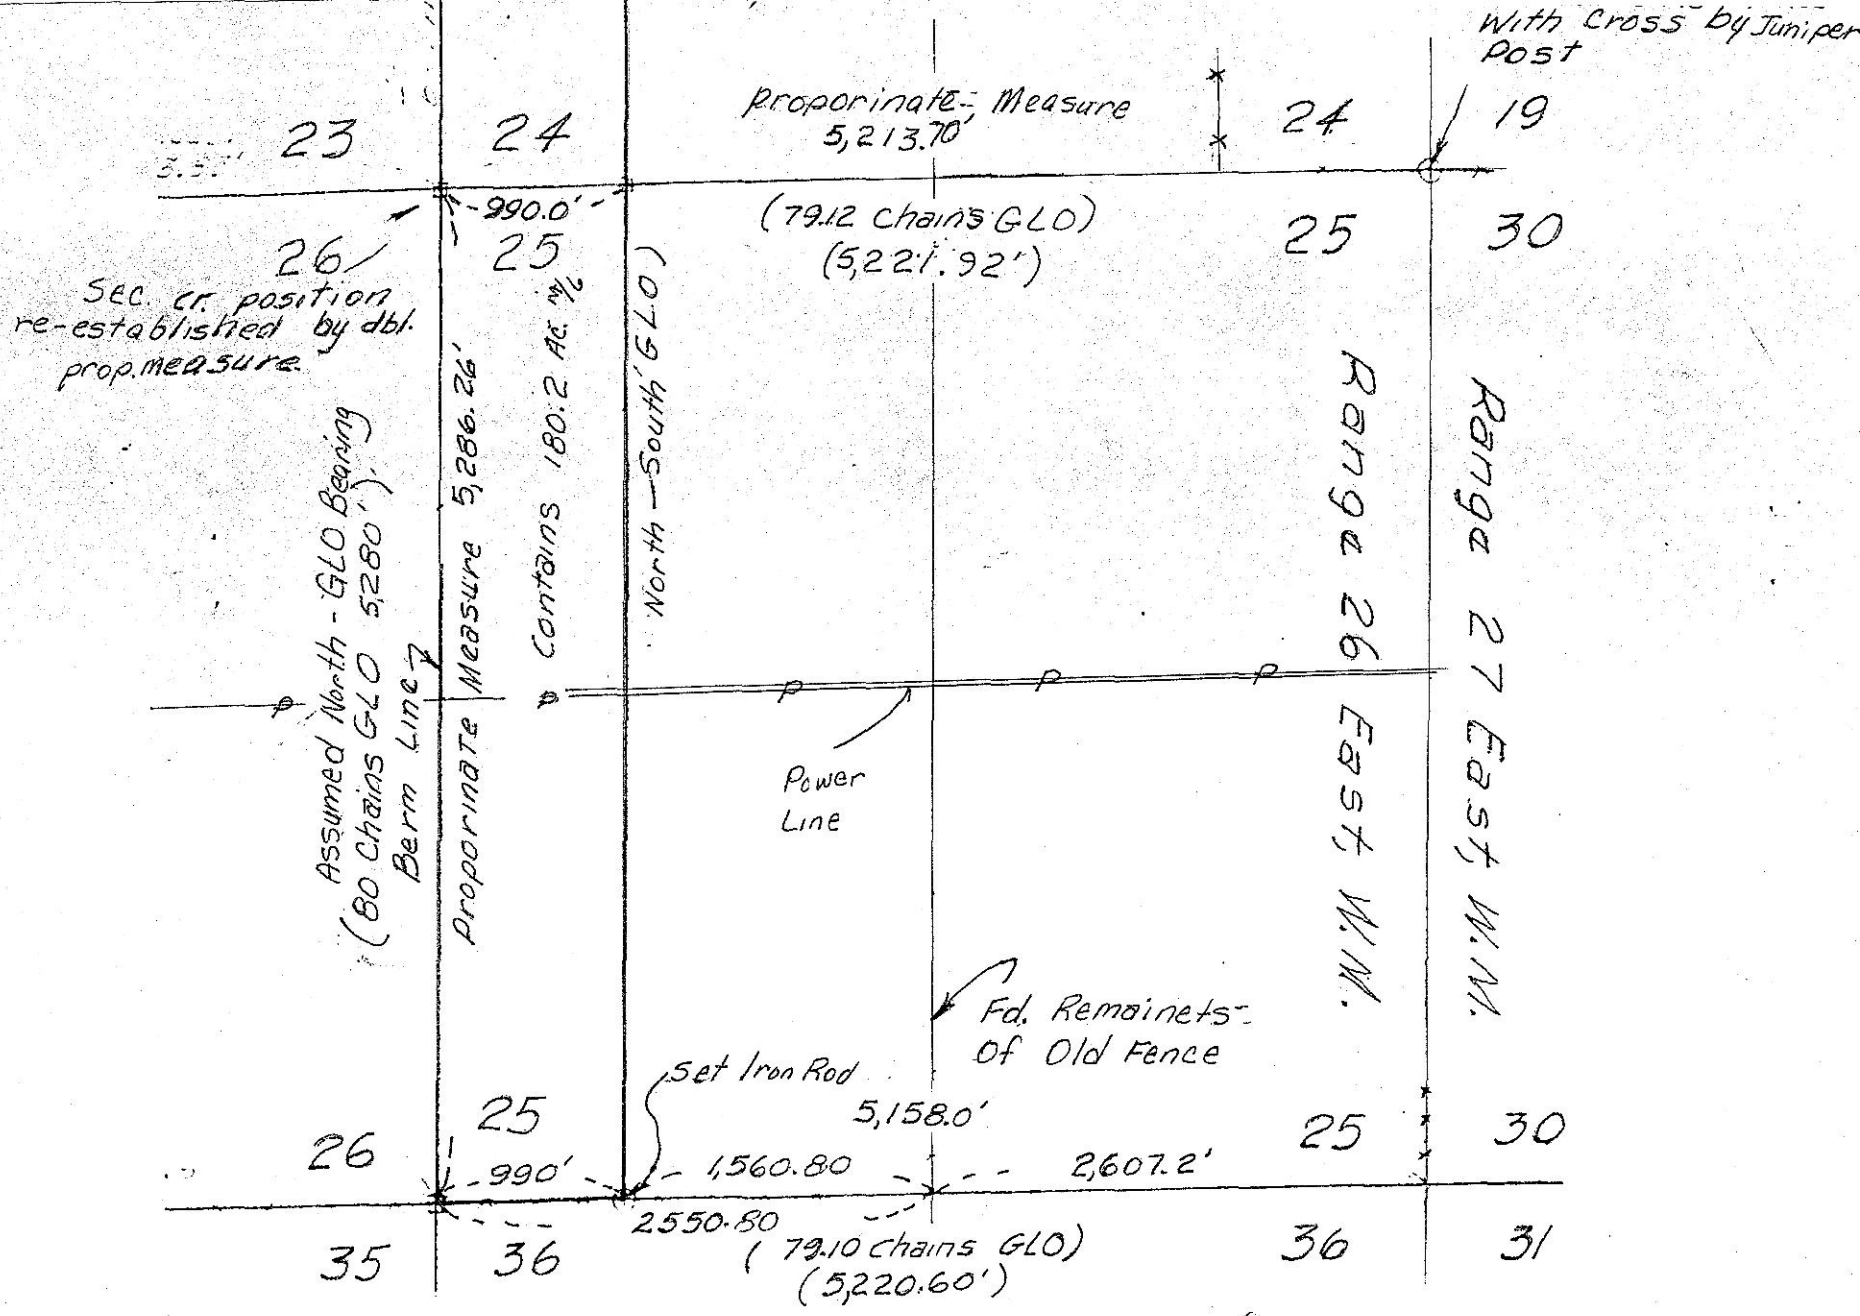 With Cross by Juniper
Post
23
24
Proporinate Measure
5,213.70'
24
19
990.0'
(79.12 Chains GLO)
(5,221.92')
26
25
25
30
Sec. cr. position
re-established by dbl.
prop. measure.
Assumed North - GLO Bearing
(80 Chains GLO 5,280').
Berm Line
Proporinate Measure 5,286.26'
Contains 180.2 Ac. m/l
North - South GLO)
Range 26 East, W.M.
Range 27 East, W.M.
P
P
P
P
P
Power
Line
Fd. Remainets
Of Old Fence
Set Iron Rod
25
5,158.0'
25
30
26
990'
1,560.80
2,607.2'
2550.80
35
36
(79.10 Chains GLO)
(5,220.60')
36
31